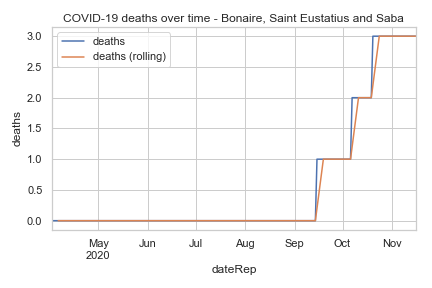 COVID-19 deaths over time - Bonaire, Saint Eustatius and Saba
deaths
deaths (rolling)
3.0
2.5
2.0
1.5
1.0
0.5
0.0
deaths
May Jun Jul Aug Sep Oct Nov
2020
dateRep